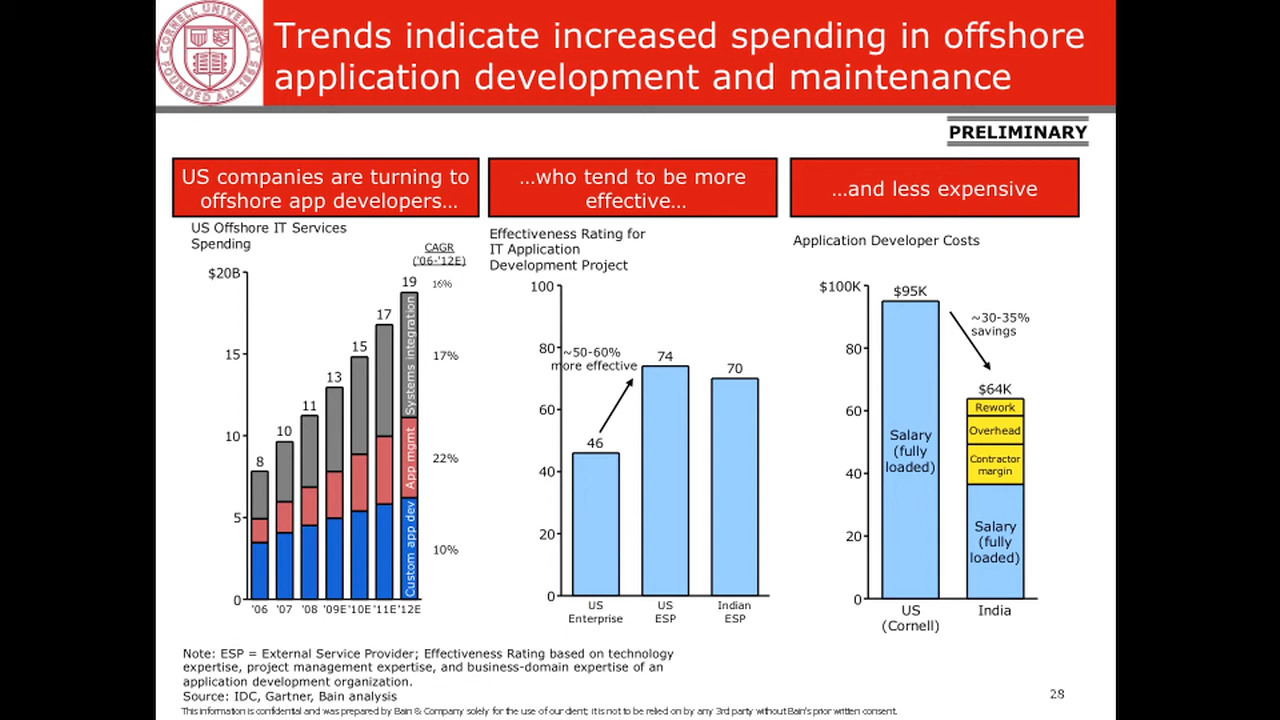 CORNELL UNIVERSITY
FOUNDED A.D. 1865
Trends indicate increased spending in offshore
application development and maintenance
PRELIMINARY
US companies are turning to
offshore app developers…
US Offshore IT Services
Spending
CAGR
('06-'12E)
$20B
15
10
5
0
8
10
11
13
15
17
19
Systems integration
App mgmt
Custom app dev
16%
17%
22%
10%
'06
'07
'08
'09E
'10E
'11E
'12E
…who tend to be more
effective…
Effectiveness Rating for
IT Application
Development Project
100
80
60
40
20
0
~50-60%
more effective
46
74
70
US
Enterprise
US
ESP
Indian
ESP
…and less expensive
Application Developer Costs
$100K
80
60
40
20
0
$95K
~30-35%
savings
$64K
Salary
(fully
loaded)
Rework
Overhead
Contractor
margin
Salary
(fully
loaded)
US
(Cornell)
India
Note: ESP = External Service Provider; Effectiveness Rating based on technology
expertise, project management expertise, and business-domain expertise of an
application development organization.
Source: IDC, Gartner, Bain analysis
28
This information is confidential and was prepared by Bain & Company solely for the use of our client; it is not to be relied on by any 3rd party without Bain's prior written consent.